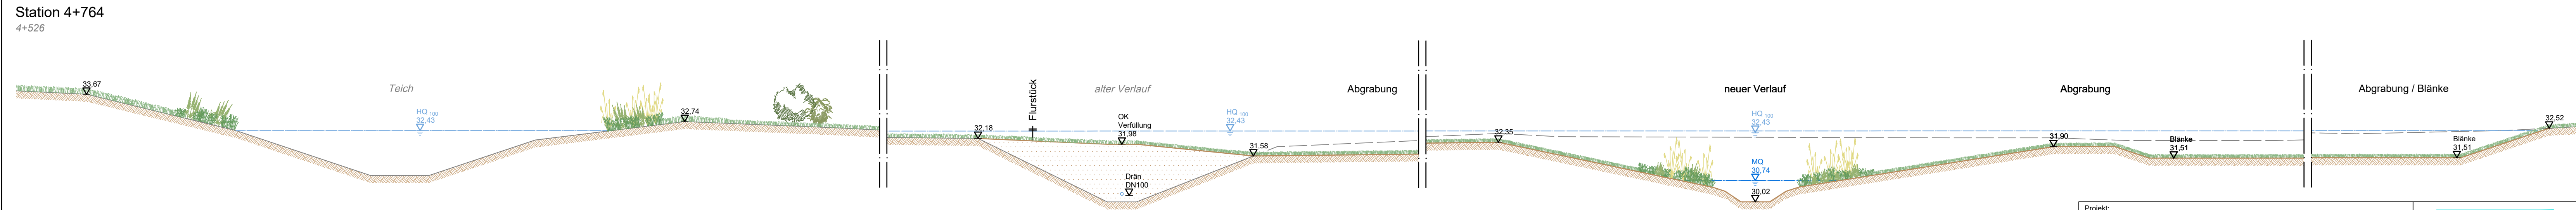 Station 4+764
4+526
33,67
Teich
HQ 100
32,43
32,74
32,18
Flurstück
alter Verlauf
OK
Verfüllung
31,98
Drän
DN100
HQ 100
32,43
31,58
Abgrabung
32,35
neuer Verlauf
HQ 100
32,43
MQ
30,74
30,02
Abgrabung
31,90
Blänke
31,51
Abgrabung / Blänke
Blänke
31,51
32,52
Projekt: